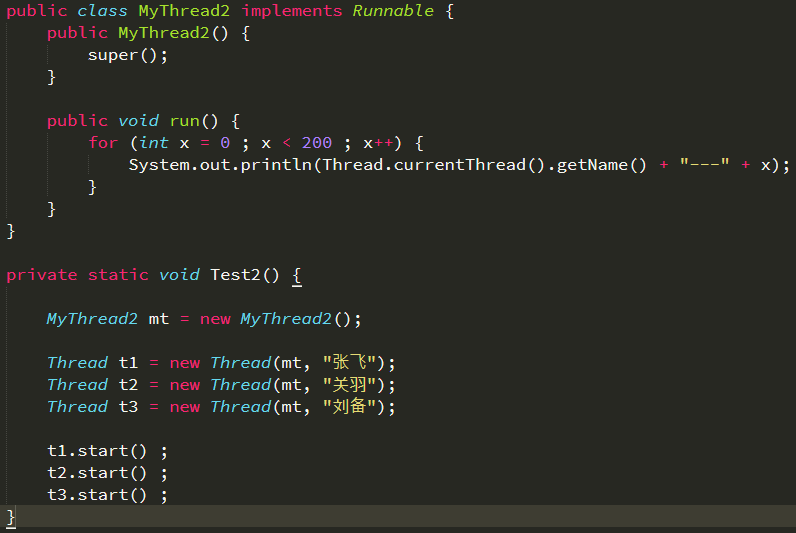 public class MyThread2 implements Runnable {
    public MyThread2() {
        super();
    }

    public void run() {
        for (int x = 0 ; x < 200 ; x++) {
            System.out.println(Thread.currentThread().getName() + "---" + x);
        }
    }
}

private static void Test2() {

    MyThread2 mt = new MyThread2();

    Thread t1 = new Thread(mt, "张飞");
    Thread t2 = new Thread(mt, "关羽");
    Thread t3 = new Thread(mt, "刘备");

    t1.start() ;
    t2.start() ;
    t3.start() ;
}